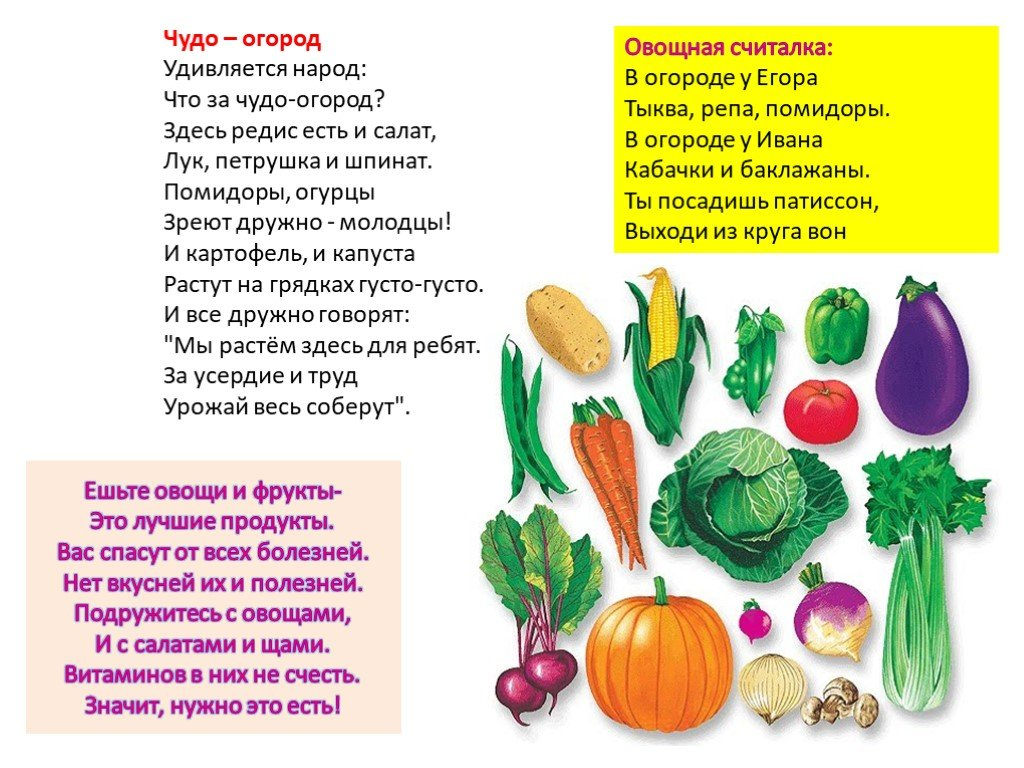 Чудо – огород
Удивляется народ:
Что за чудо-огород?
Здесь редис есть и салат,
Лук, петрушка и шпинат.
Помидоры, огурцы
Зреют дружно - молодцы!
И картофель, и капуста
Растут на грядках густо-густо.
И все дружно говорят:
"Мы растём здесь для ребят.
За усердие и труд
Урожай весь соберут".
Овощная считалка:
В огороде у Егора
Тыква, репа, помидоры.
В огороде у Ивана
Кабачки и баклажаны.
Ты посадишь патиссон,
Выходи из круга вон
Ешьте овощи и фрукты-
Это лучшие продукты.
Вас спасут от всех болезней.
Нет вкусней их и полезней.
Подружитесь с овощами,
И с салатами и щами.
Витаминов в них не счесть.
Значит, нужно это есть!